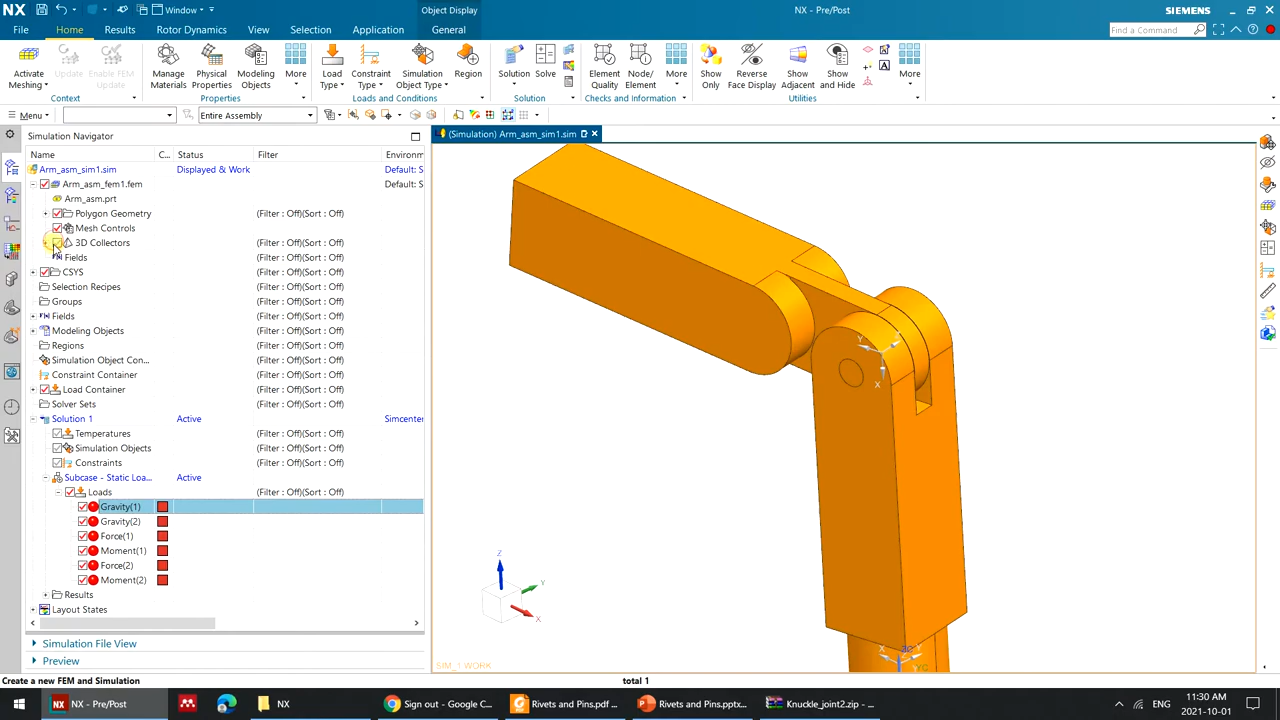 NX
Window
Object Display
NX - Pre/Post
SIEMENS
File
Home
Results
Rotor Dynamics
View
Selection
Application
General
Find a Command
Activate Meshing
Update
Enable FEM Update
Manage Materials
Physical Properties
Modeling Objects
More
Load Type
Constraint Type
Simulation Object Type
Region
Solution
Solve
Element Quality
Node/ Element
More
Show Only
Reverse Face Display
Show Adjacent
Show and Hide
More
Context
Properties
Loads and Conditions
Solution
Checks and Information
Utilities
Menu
Entire Assembly
Simulation Navigator
(Simulation) Arm_asm_sim1.sim
Name
C...
Status
Filter
Environm
Arm_asm_sim1.sim
Displayed & Work
Default: S
Arm_asm_fem1.fem
Default: S
Arm_asm.prt
Polygon Geometry
(Filter : Off)(Sort : Off)
Mesh Controls
(Filter : Off)(Sort : Off)
3D Collectors
(Filter : Off)(Sort : Off)
Fields
(Filter : Off)(Sort : Off)
CSYS
(Filter : Off)(Sort : Off)
Selection Recipes
(Filter : Off)(Sort : Off)
Groups
(Filter : Off)(Sort : Off)
Fields
(Filter : Off)(Sort : Off)
Modeling Objects
(Filter : Off)(Sort : Off)
Regions
(Filter : Off)(Sort : Off)
Simulation Object Con...
(Filter : Off)(Sort : Off)
Constraint Container
(Filter : Off)(Sort : Off)
Load Container
(Filter : Off)(Sort : Off)
Solver Sets
(Filter : Off)(Sort : Off)
Solution 1
Active
Simcenter
Temperatures
(Filter : Off)(Sort : Off)
Simulation Objects
(Filter : Off)(Sort : Off)
Constraints
(Filter : Off)(Sort : Off)
Subcase - Static Loa...
Active
Loads
(Filter : Off)(Sort : Off)
Gravity(1)
Gravity(2)
Force(1)
Moment(1)
Force(2)
Moment(2)
Results
(Filter : Off)(Sort : Off)
Layout States
(Filter : Off)(Sort : Off)
Simulation File View
Preview
Y
X
Z
Y
X
X
SIM_1 WORK
Create a new FEM and Simulation
total 1
NX - Pre/Post
NX
Sign out - Google C...
Rivets and Pins.pdf ...
Rivets and Pins.pptx...
Knuckle_joint2.zip - ...
11:30 AM
2021-10-01